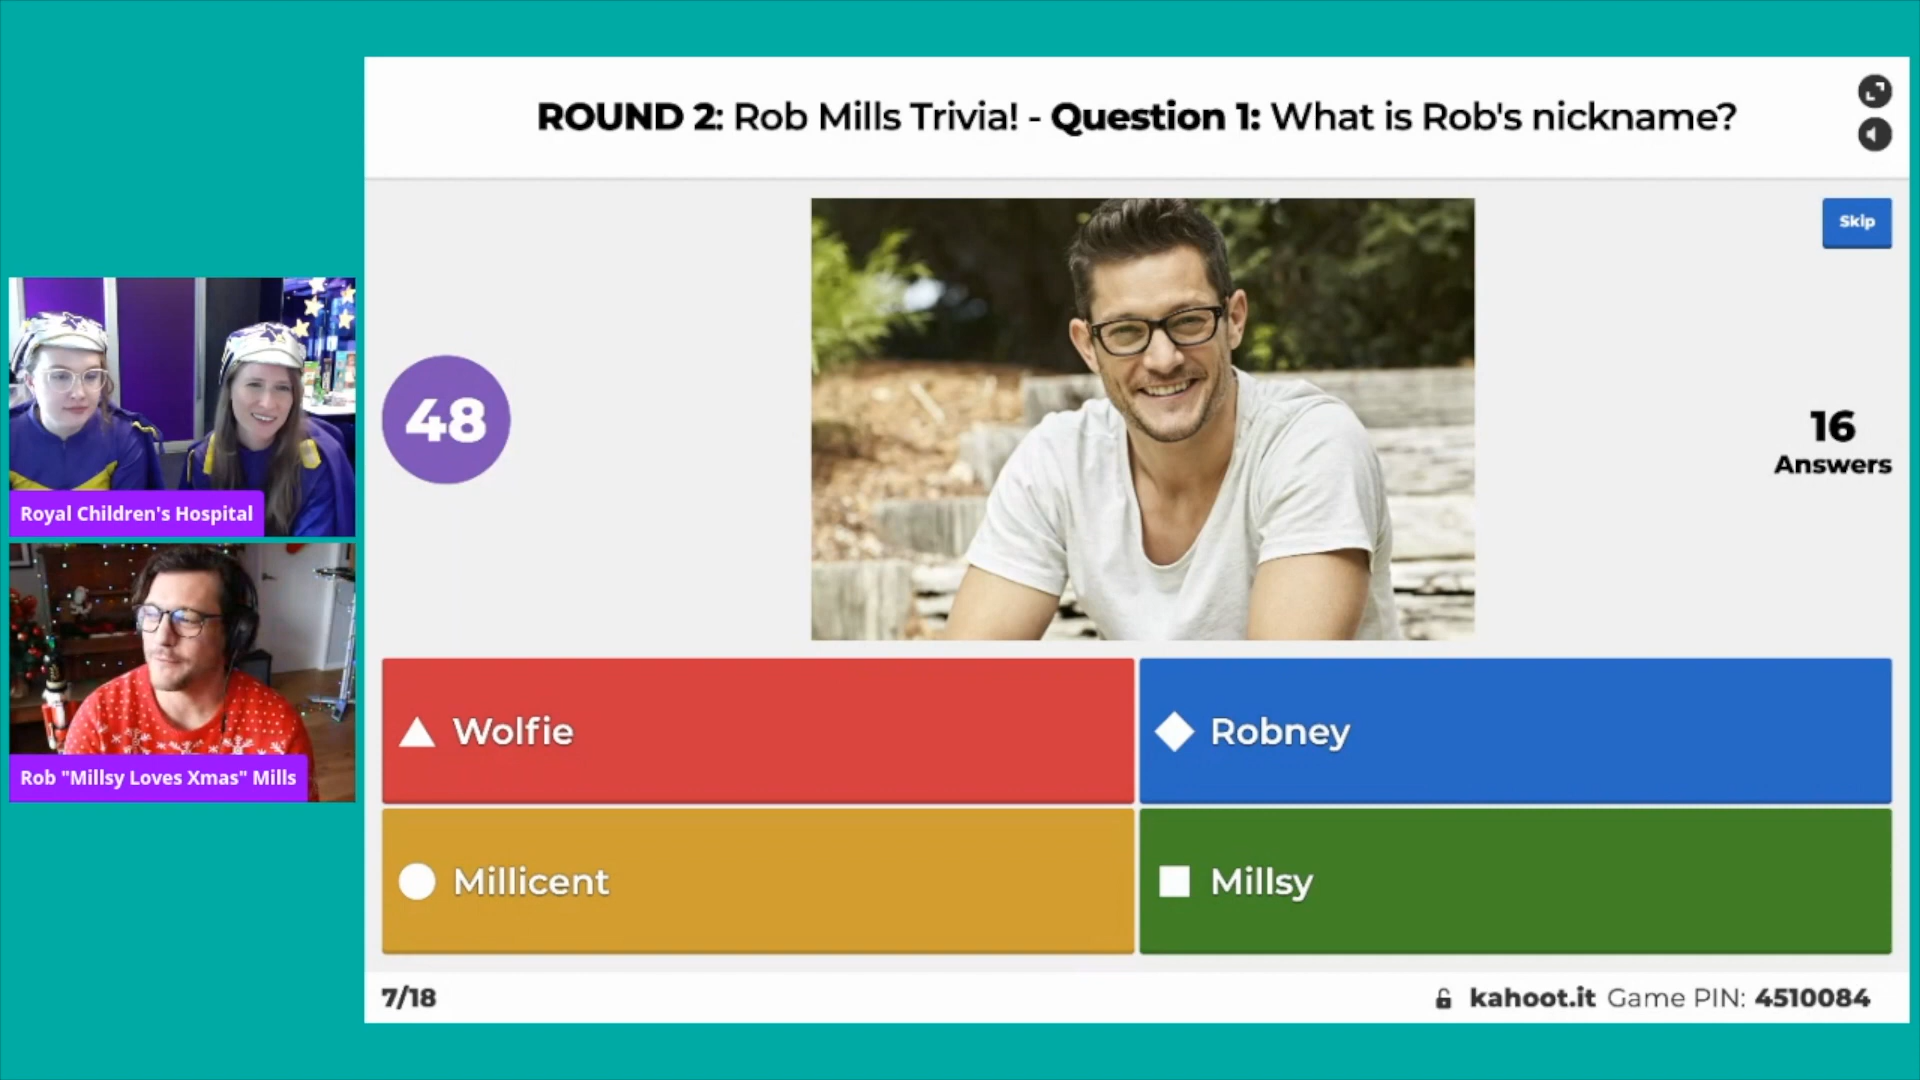 ROUND 2: Rob Mills Trivia! - Question 1: What is Rob's nickname?
Skip
48
16
Answers
Royal Children's Hospital
Rob "Millsy Loves Xmas" Mills
Wolfie
Robney
Millicent
Millsy
7/18
kahoot.it Game PIN: 4510084